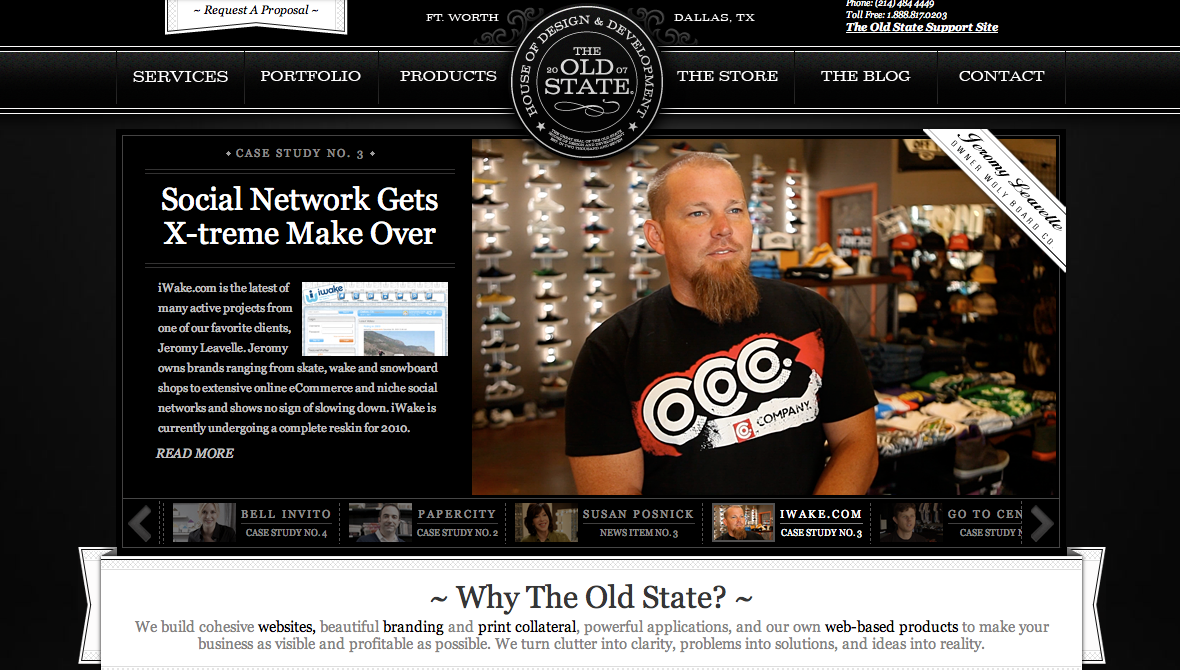 ~ Request A Proposal ~
FT. WORTH
DALLAS, TX
Phone: (214) 484 4449
Toll Free: 1.888.817.0203
The Old State Support Site
SERVICES
PORTFOLIO
PRODUCTS
HOUSE OF DESIGN & DEVELOPMENT
THE
20 OLD 07
STATE
THE STORE
THE BLOG
CONTACT
CASE STUDY NO. 3
Social Network Gets
X-treme Make Over
iWake.com is the latest of
many active projects from
one of our favorite clients,
Jeromy Leavelle. Jeromy
owns brands ranging from skate, wake and snowboard
shops to extensive online eCommerce and niche social
networks and shows no sign of slowing down. iWake is
currently undergoing a complete reskin for 2010.
READ MORE
iwake
Jeromy Leavelle
OWNER WOLY BOARD CO.
CCC.
C. COMPANY.
BELL INVITO
CASE STUDY NO. 4
PAPERCITY
CASE STUDY NO. 2
SUSAN POSNICK
NEWS ITEM NO. 3
IWAKE.COM
CASE STUDY NO. 3
GO TO CEN
CASE STUDY N
~ Why The Old State? ~
We build cohesive websites, beautiful branding and print collateral, powerful applications, and our own web-based products to make your
business as visible and profitable as possible. We turn clutter into clarity, problems into solutions, and ideas into reality.